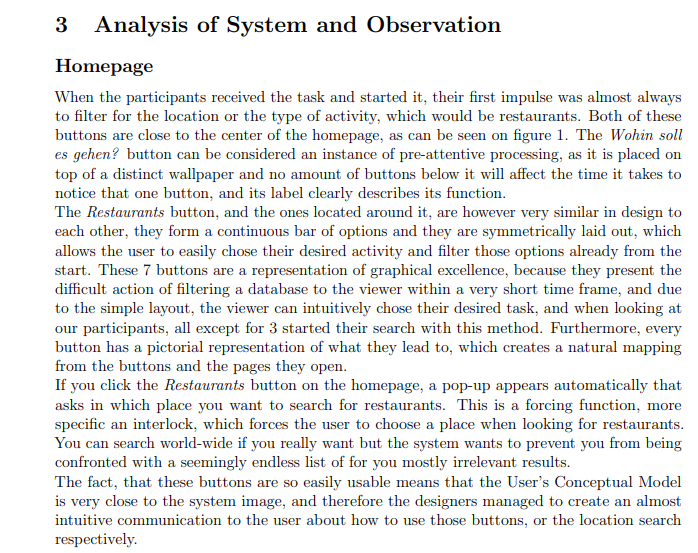 3 Analysis of System and Observation
Homepage
When the participants received the task and started it, their first impulse was almost always
to filter for the location or the type of activity, which would be restaurants. Both of these
buttons are close to the center of the homepage, as can be seen on figure 1. The Wohin soll
es gehen? button can be considered an instance of pre-attentive processing, as it is placed on
top of a distinct wallpaper and no amount of buttons below it will affect the time it takes to
notice that one button, and its label clearly describes its function.
The Restaurants button, and the ones located around it, are however very similar in design to
each other, they form a continuous bar of options and they are symmetrically laid out, which
allows the user to easily chose their desired activity and filter those options already from the
start. These 7 buttons are a representation of graphical excellence, because they present the
difficult action of filtering a database to the viewer within a very short time frame, and due
to the simple layout, the viewer can intuitively chose their desired task, and when looking at
our participants, all except for 3 started their search with this method. Furthermore, every
button has a pictorial representation of what they lead to, which creates a natural mapping
from the buttons and the pages they open.
If you click the Restaurants button on the homepage, a pop-up appears automatically that
asks in which place you want to search for restaurants. This is a forcing function, more
specific an interlock, which forces the user to choose a place when looking for restaurants.
You can search world-wide if you really want but the system wants to prevent you from being
confronted with a seemingly endless list of for you mostly irrelevant results.
The fact, that these buttons are so easily usable means that the User's Conceptual Model
is very close to the system image, and therefore the designers managed to create an almost
intuitive communication to the user about how to use those buttons, or the location search
respectively.